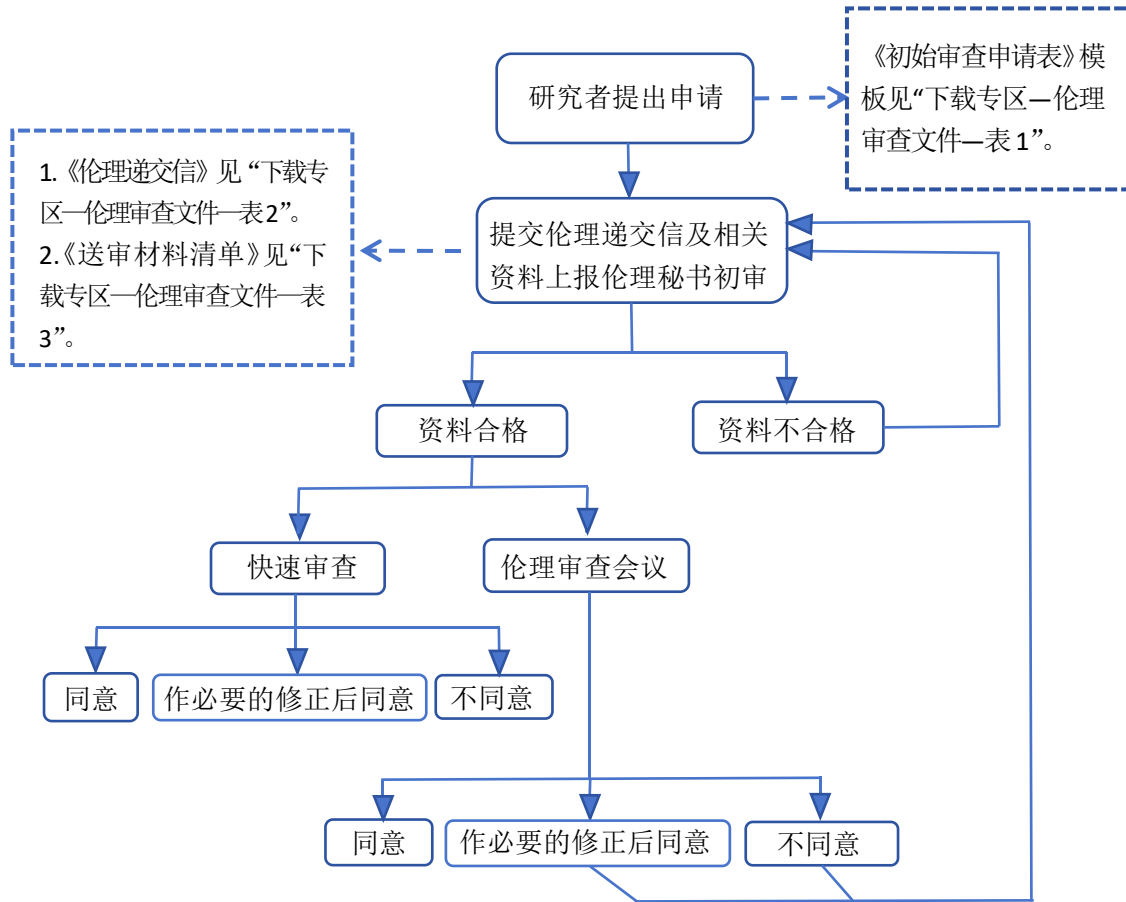 研究者提出申请
《初始审查申请表》模
板见“下载专区—伦理
审查文件—表 1”。
1.《伦理递交信》见 “下载专
区—伦理审查文件—表2”。
2.《送审材料清单》见“下
载专区—伦理审查文件—表
3”。
提交伦理递交信及相关
资料上报伦理秘书初审
资料合格
资料不合格
快速审查
伦理审查会议
同意
作必要的修正后同意
不同意
同意
作必要的修正后同意
不同意